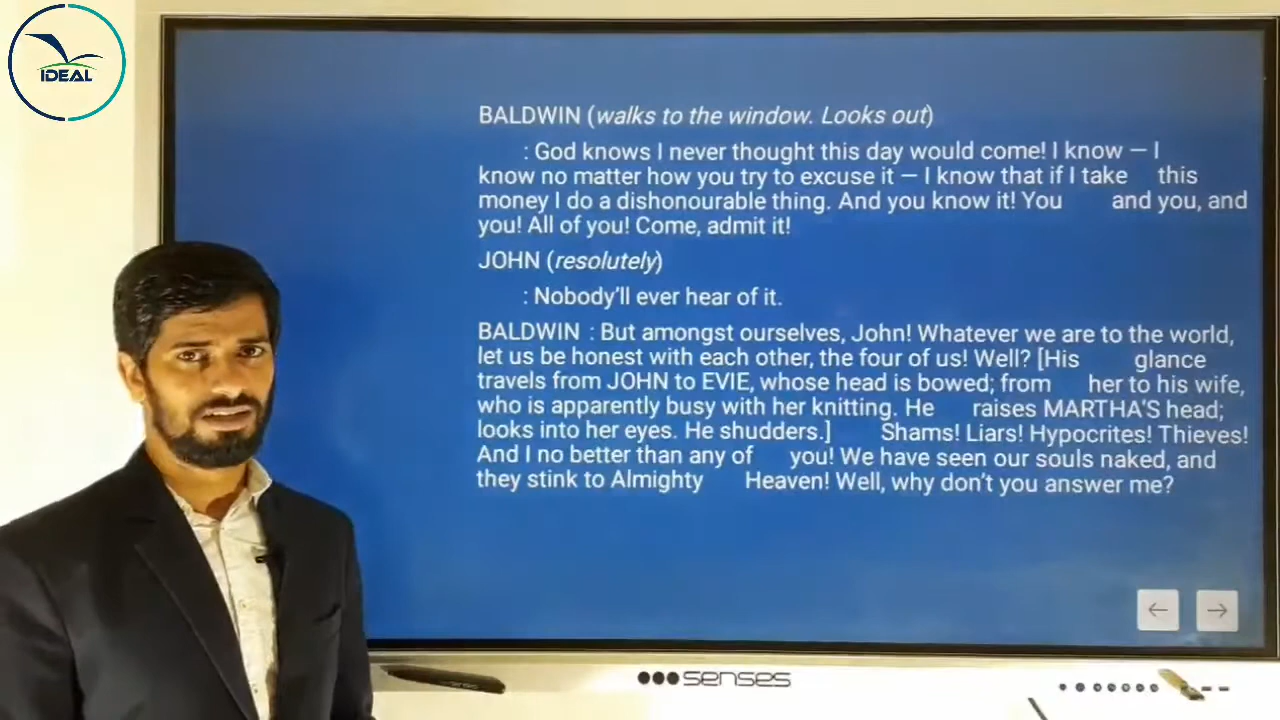 IDEAL
BALDWIN (walks to the window. Looks out)
: God knows I never thought this day would come! I know — I
know no matter how you try to excuse it — I know that if I take this
money I do a dishonourable thing. And you know it! You and you, and
you! All of you! Come, admit it!
JOHN (resolutely)
: Nobody'll ever hear of it.
BALDWIN : But amongst ourselves, John! Whatever we are to the world,
let us be honest with each other, the four of us! Well? [His glance
travels from JOHN to EVIE, whose head is bowed; from her to his wife,
who is apparently busy with her knitting. He raises MARTHA'S head;
looks into her eyes. He shudders.] Shams! Liars! Hypocrites! Thieves!
And I no better than any of you! We have seen our souls naked, and
they stink to Almighty Heaven! Well, why don't you answer me?
senses